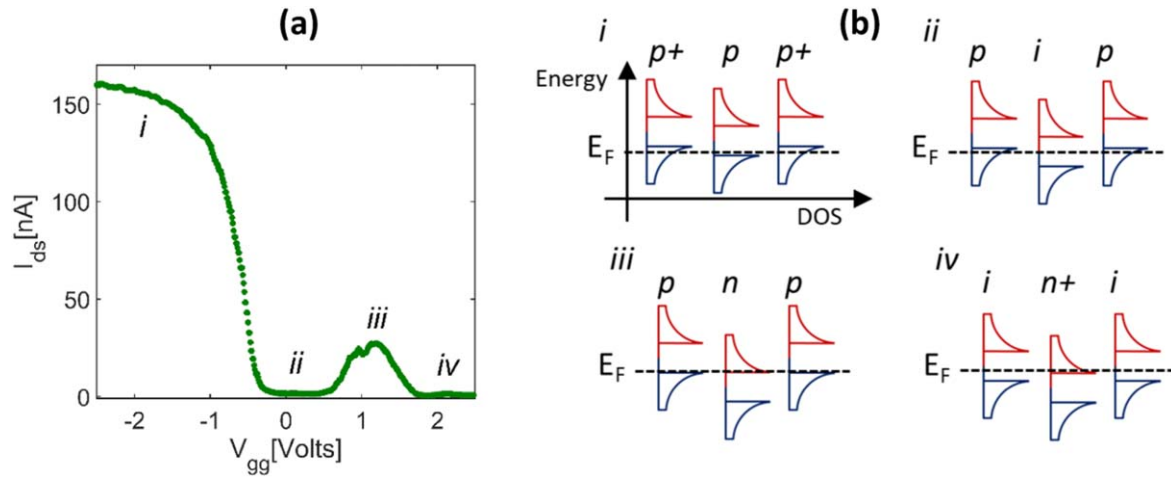 (a)
150
100
50
0
I_ds[nA]
i
ii
iii
iv
-2
-1
0
1
2
V_gg[Volts]
(b)
i
p+ p p+
Energy
E_F
DOS
ii
p i p
E_F
iii
p n p
E_F
iv
i n+ i
E_F